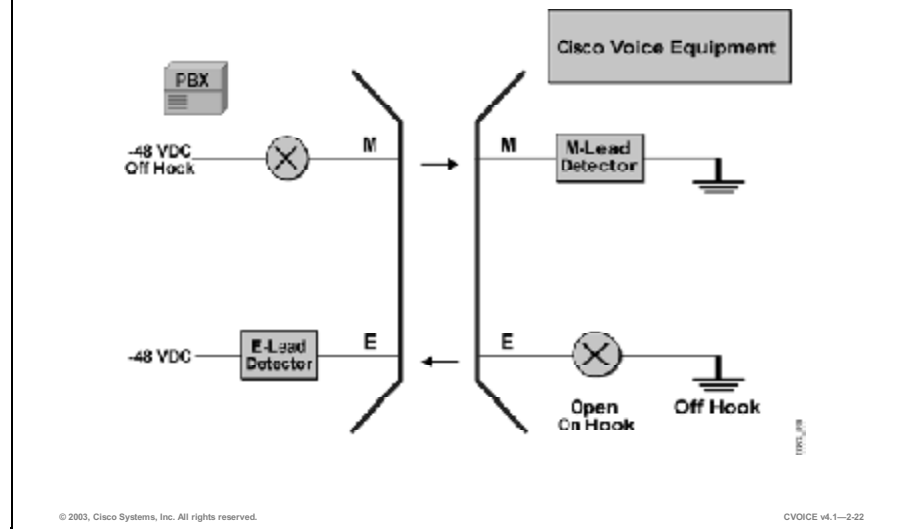 Cisco Voice Equipment
PBX
-48 VDC
Off Hook
M
M
M-Lead
Detector
-48 VDC
E-Lead
Detector
E
E
Open
On Hook
Off Hook
© 2003, Cisco Systems, Inc. All rights reserved.
CVOICE v4.1—2-22